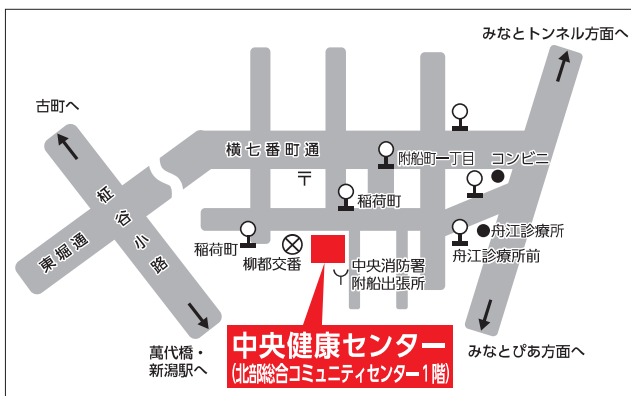 みなとトンネル方面へ
古町へ
横七番町通
附船町一丁目
コンビニ
〒
稲荷町
柾谷小路
東堀通
稲荷町
柳都交番
中央消防署
附船出張所
舟江診療所
舟江診療所前
萬代橋・
新潟駅へ
中央健康センター
(北部総合コミュニティセンター1階)
みなとぴあ方面へ